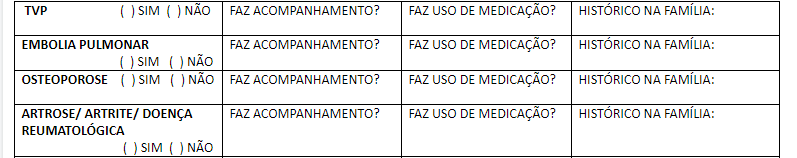 TVP ( ) SIM ( ) NÃO FAZ ACOMPANHAMENTO? FAZ USO DE MEDICAÇÃO? HISTÓRICO NA FAMÍLIA:
EMBOLIA PULMONAR FAZ ACOMPANHAMENTO? FAZ USO DE MEDICAÇÃO? HISTÓRICO NA FAMÍLIA:
( ) SIM ( ) NÃO
OSTEOPOROSE ( ) SIM ( ) NÃO FAZ ACOMPANHAMENTO? FAZ USO DE MEDICAÇÃO? HISTÓRICO NA FAMÍLIA:
ARTROSE/ ARTRITE/ DOENÇA FAZ ACOMPANHAMENTO? FAZ USO DE MEDICAÇÃO? HISTÓRICO NA FAMÍLIA:
REUMATOLÓGICA
( ) SIM ( ) NÃO